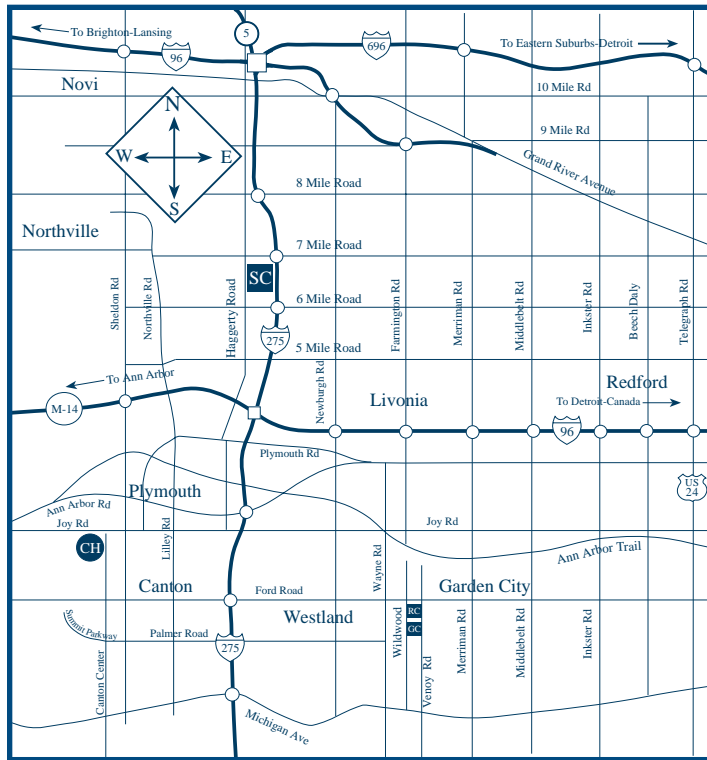 To Brighton-Lansing
5
96
696
To Eastern Suburbs-Detroit
Novi
10 Mile Rd
9 Mile Rd
Grand River Avenue
N
W
E
S
8 Mile Road
Northville
7 Mile Road
SC
6 Mile Road
Sheldon Rd
Northville Rd
Haggerty Road
275
5 Mile Road
Farmington Rd
Merriman Rd
Middlebelt Rd
Inkster Rd
Beech Daly
Telegraph Rd
To Ann Arbor
M-14
Newburgh Rd
Livonia
Redford
To Detroit-Canada
96
Plymouth Rd
Plymouth
US
24
Ann Arbor Rd
Joy Rd
Joy Rd
Lilley Rd
CH
Ann Arbor Trail
Wayne Rd
Canton
Ford Road
Garden City
Westland
RC
GC
Summit Parkway
Palmer Road
275
Canton Center
Wildwood
Venoy Rd
Merriman Rd
Middlebelt Rd
Inkster Rd
Michigan Ave